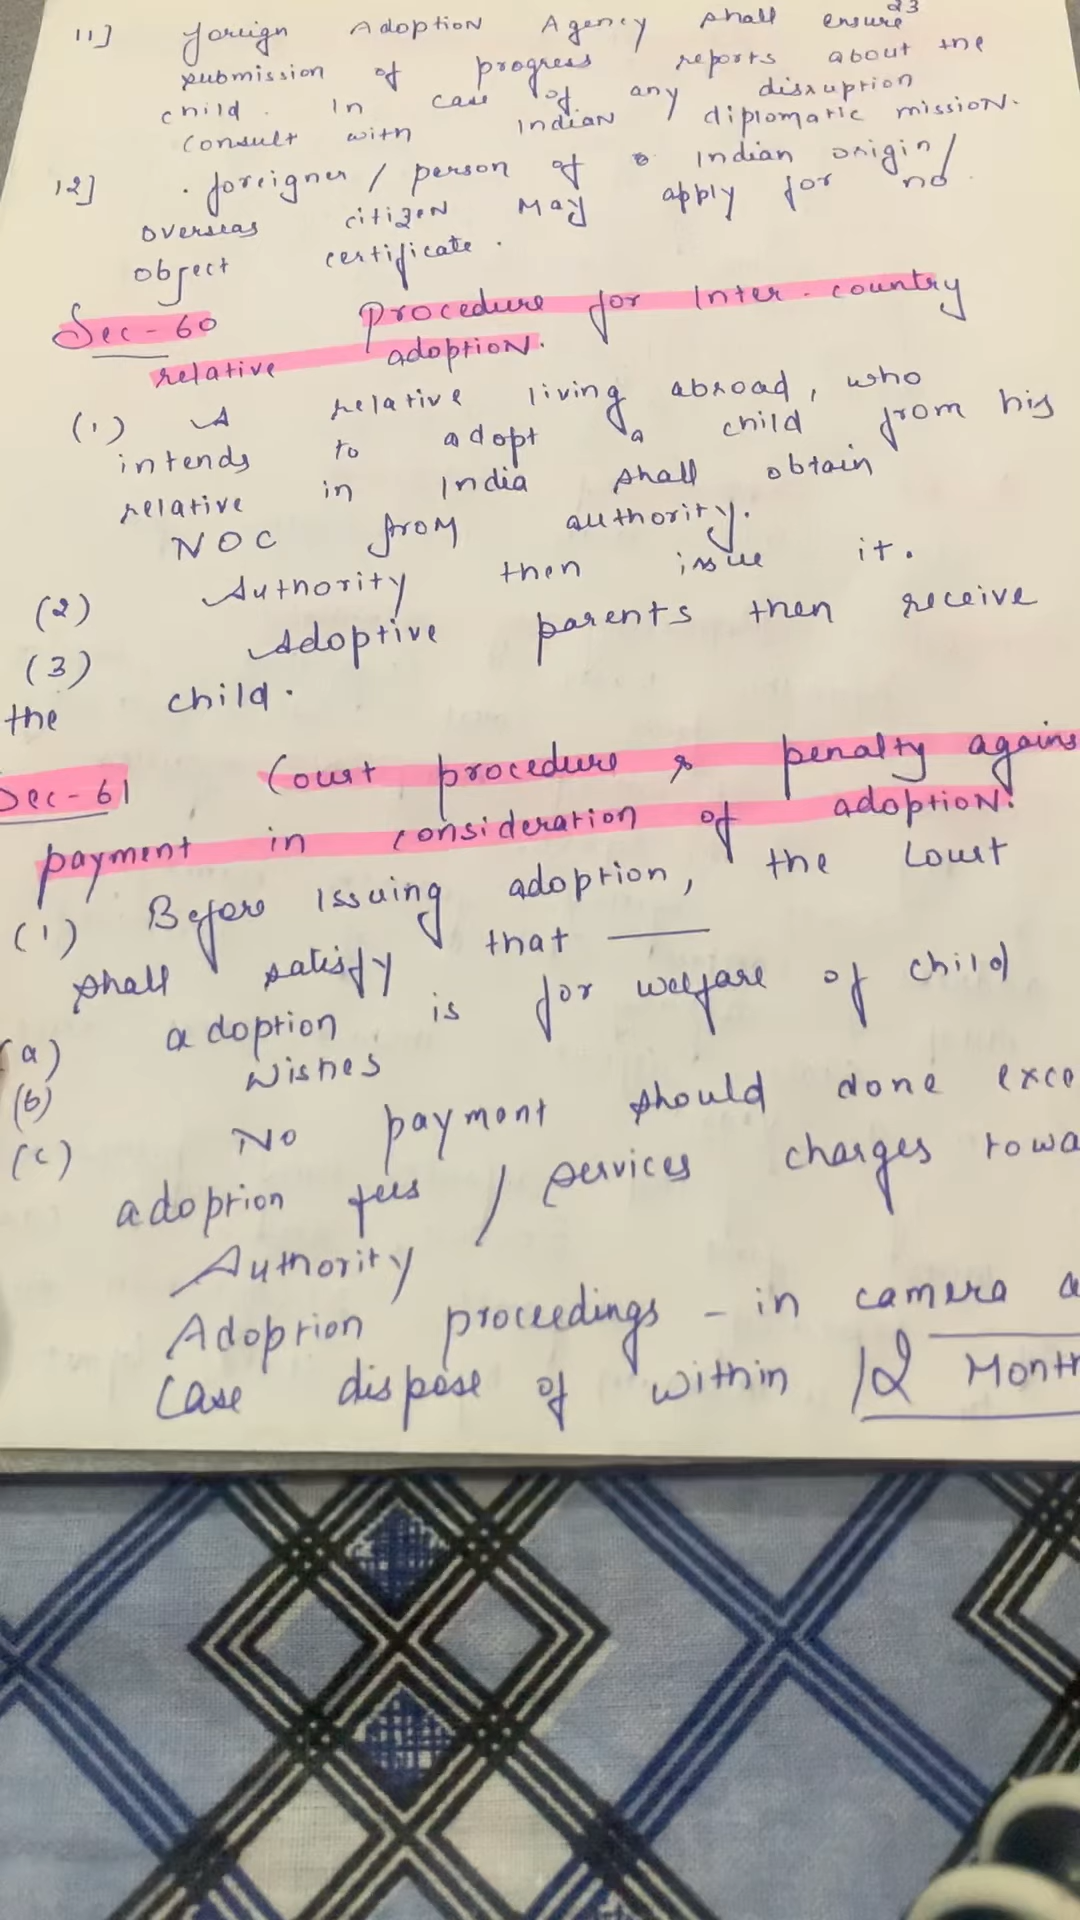 23
11] foreign Adoption Agency shall ensure
submission of progress reports about the
child. In case of any disruption
consult with Indian diplomatic mission.
12] . foreigner / person of Indian origin/
overseas citizen may apply for no
object certificate.
Sec-60 Procedure for Inter-country
relative adoption.
(1) A relative living abroad, who
intends to adopt a child from his
relative in India shall obtain
NOC from authority.
(2) Authority then issue it.
(3) Adoptive parents then receive
the child.
Sec-61 Court procedure & penalty agains
payment in consideration of adoption.
(1) Before issuing adoption, the Court
shall satisfy that —
(a) adoption is for welfare of child
(b) wishes
(c) No payment should done exce
adoption fees / services charges towa
Authority
Adoption proceedings - in camera a
Case dispose of within 12 Month